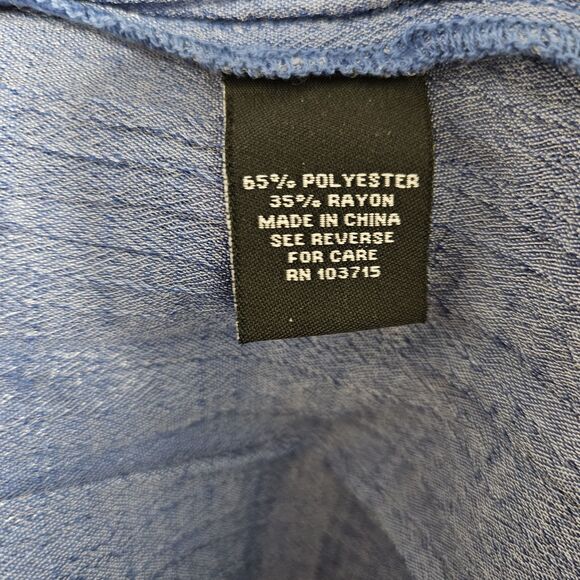 65% POLYESTER
35% RAYON
MADE IN CHINA
SEE REVERSE
FOR CARE
RN 103715